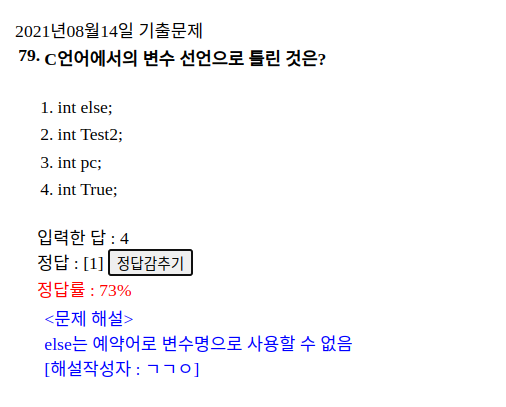 2021년08월14일 기출문제
79. C언어에서의 변수 선언으로 틀린 것은?
1. int else;
2. int Test2;
3. int pc;
4. int True;
입력한 답 : 4
정답 : [1] 정답감추기
정답률 : 73%
<문제 해설>
else는 예약어로 변수명으로 사용할 수 없음
[해설작성자 : ㄱㄱㅇ]